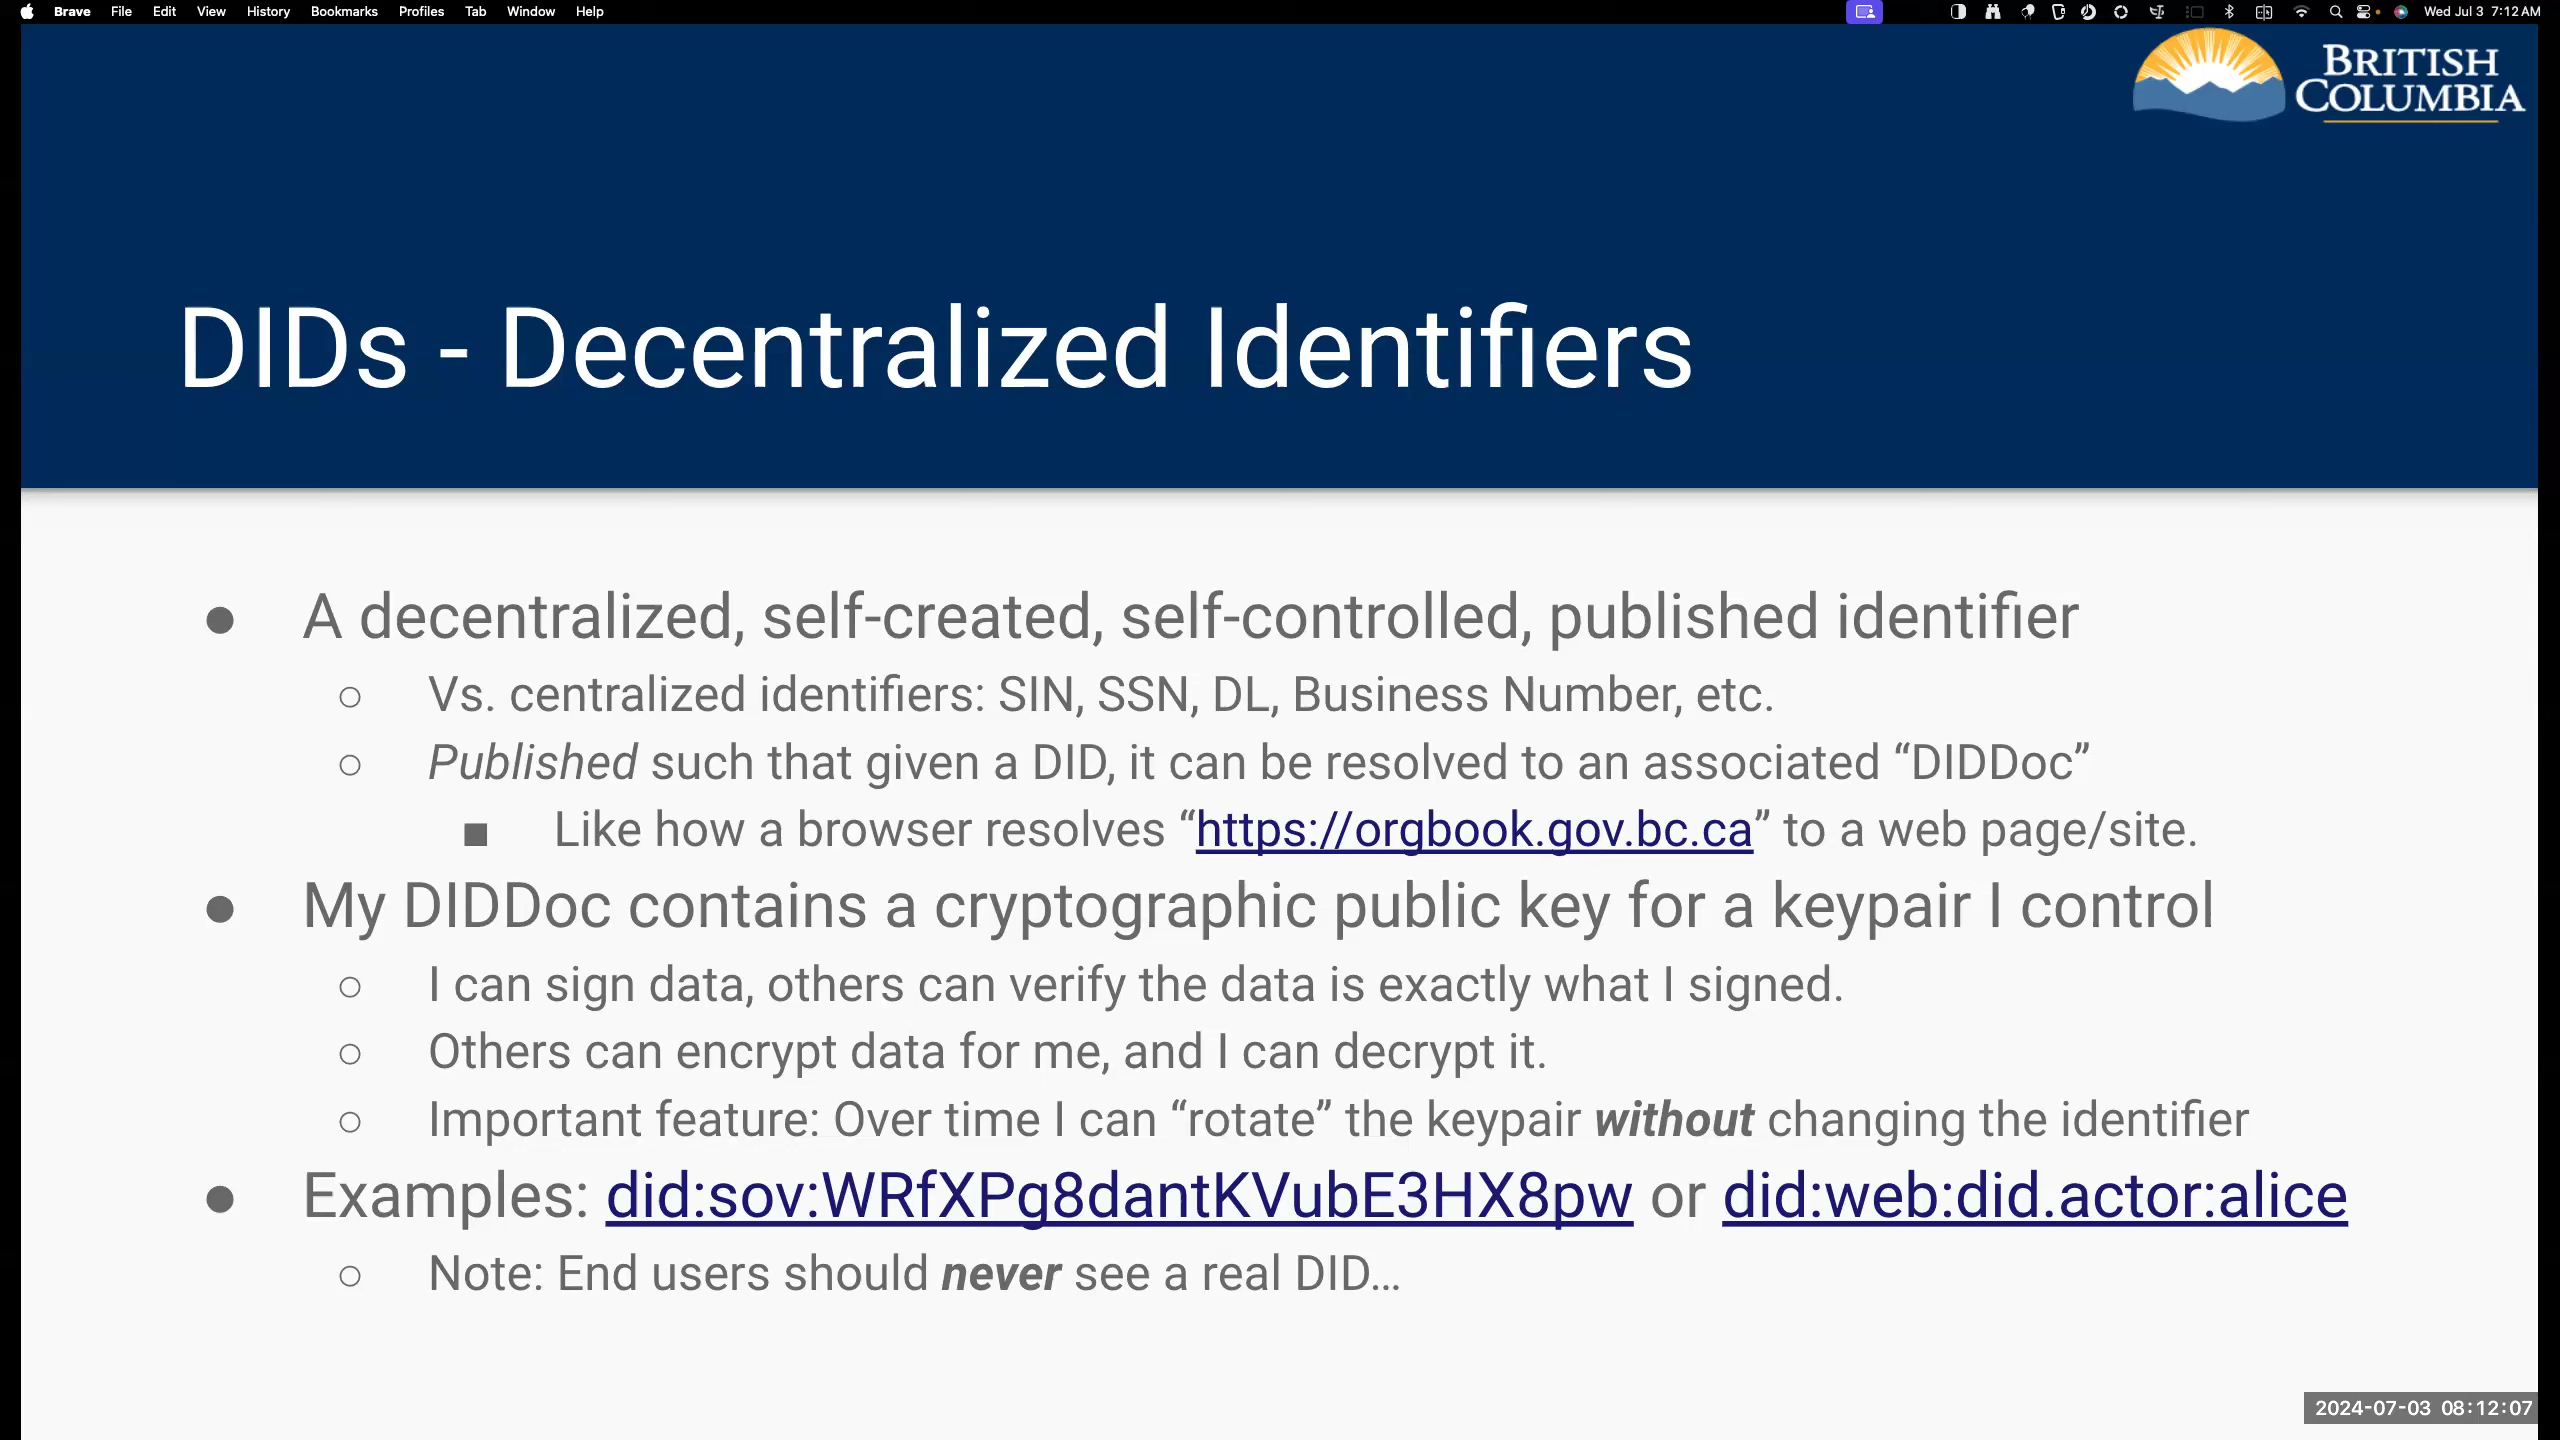 Brave File Edit View History Bookmarks Profiles Tab Window Help Wed Jul 3 7:12 AM
BRITISH
COLUMBIA
DIDs - Decentralized Identifiers
● A decentralized, self-created, self-controlled, published identifier
○ Vs. centralized identifiers: SIN, SSN, DL, Business Number, etc.
○ Published such that given a DID, it can be resolved to an associated “DIDDoc”
■ Like how a browser resolves “https://orgbook.gov.bc.ca” to a web page/site.
● My DIDDoc contains a cryptographic public key for a keypair I control
○ I can sign data, others can verify the data is exactly what I signed.
○ Others can encrypt data for me, and I can decrypt it.
○ Important feature: Over time I can “rotate” the keypair without changing the identifier
● Examples: did:sov:WRfXPg8dantKVubE3HX8pw or did:web:did.actor:alice
○ Note: End users should never see a real DID…
2024-07-03 08:12:07